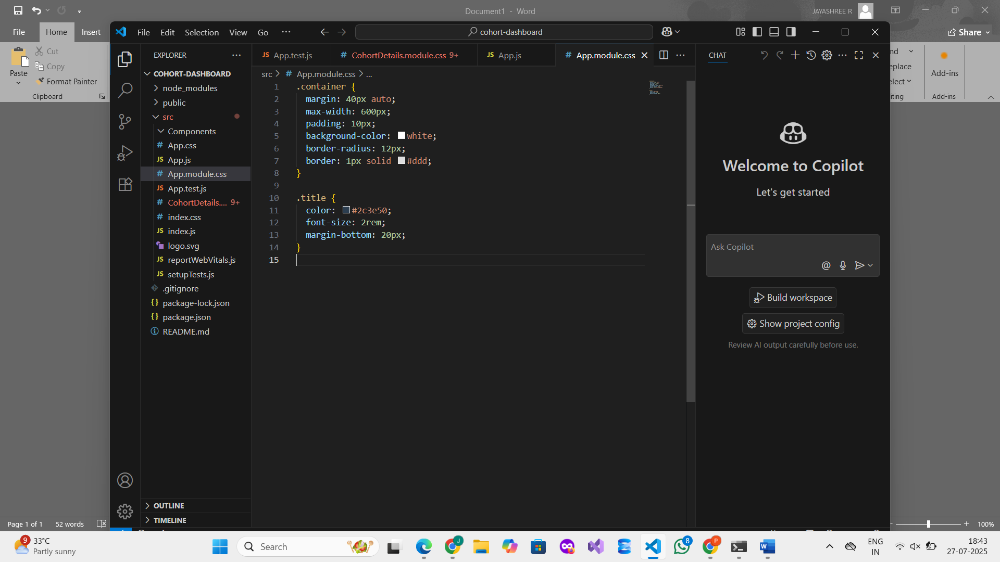 Document1 - Word
JAYASHREE R
File
Home
Insert
Share
Cut
Copy
Paste
Format Painter
Clipboard
Add-ins
Add-ins
File
Edit
Selection
View
Go
cohort-dashboard
EXPLORER
COHORT-DASHBOARD
node_modules
public
src
Components
# App.css
JS App.js
# App.module.css
JS App.test.js
# CohortDetails.... 9+
# index.css
JS index.js
logo.svg
JS reportWebVitals.js
JS setupTests.js
.gitignore
{} package-lock.json
{} package.json
README.md
OUTLINE
TIMELINE
JS App.test.js
# CohortDetails.module.css 9+
JS App.js
# App.module.css
src > # App.module.css > ...
1 .container {
2 margin: 40px auto;
3 max-width: 600px;
4 padding: 10px;
5 background-color: white;
6 border-radius: 12px;
7 border: 1px solid #ddd;
8 }
9
10 .title {
11 color: #2c3e50;
12 font-size: 2rem;
13 margin-bottom: 20px;
14 }
15
CHAT
Welcome to Copilot
Let's get started
Ask Copilot
Build workspace
Show project config
Review AI output carefully before use.
Page 1 of 1
52 words
100%
9
33°C
Partly sunny
Search
J
8
P
ENG
IN
18:43
27-07-2025